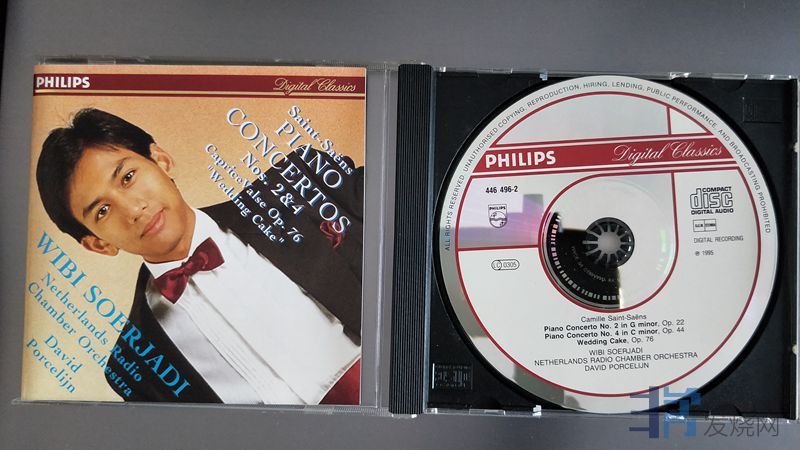 PHILIPS
Digital Classics
Saint-Saëns
PIANO
CONCERTOS
Nos. 2 & 4
Caprice-Valse Op. 76
"Wedding Cake"
WIBI SOERJADI
Netherlands Radio
Chamber Orchestra
David
Porcelijn
ALL RIGHTS RESERVED. UNAUTHORISED COPYING, REPRODUCTION, HIRING, LENDING, PUBLIC PERFORMANCE AND BROADCASTING PROHIBITED
PHILIPS
Digital Classics
446 496-2
PHILIPS
COMPACT
disc
DIGITAL AUDIO
DIGITAL RECORDING
℗ 1995
LC 0305
Camille Saint-Saëns
Piano Concerto No. 2 in G minor, Op. 22
Piano Concerto No. 4 in C minor, Op. 44
Wedding Cake, Op. 76
WIBI SOERJADI
NETHERLANDS RADIO CHAMBER ORCHESTRA
DAVID PORCELIJN
发烧网